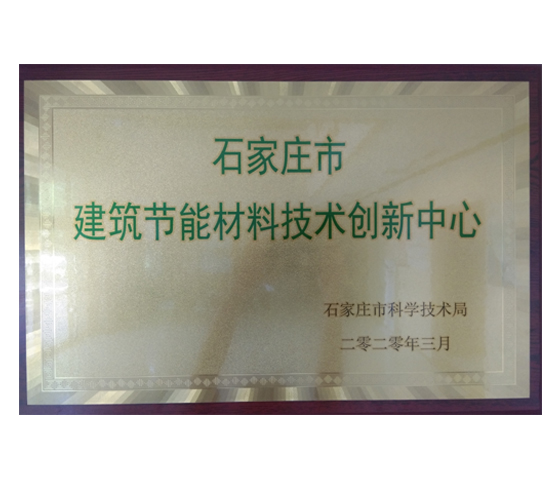 石家庄市
建筑节能材料技术创新中心
石家庄市科学技术局
二零二零年三月